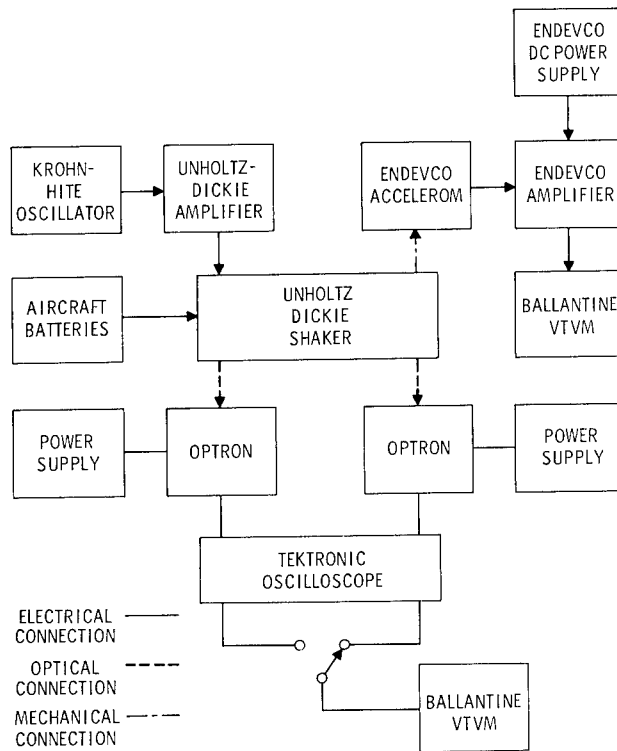 ENDEVCO
DC POWER
SUPPLY
KROHN-
HITE
OSCILLATOR
UNHOLTZ-
DICKIE
AMPLIFIER
ENDEVCO
ACCELEROM
ENDEVCO
AMPLIFIER
AIRCRAFT
BATTERIES
UNHOLTZ
DICKIE
SHAKER
BALLANTINE
VTVM
POWER
SUPPLY
OPTRON
OPTRON
POWER
SUPPLY
TEKTRONIC
OSCILLOSCOPE
ELECTRICAL
CONNECTION
OPTICAL
CONNECTION
MECHANICAL
CONNECTION
BALLANTINE
VTVM